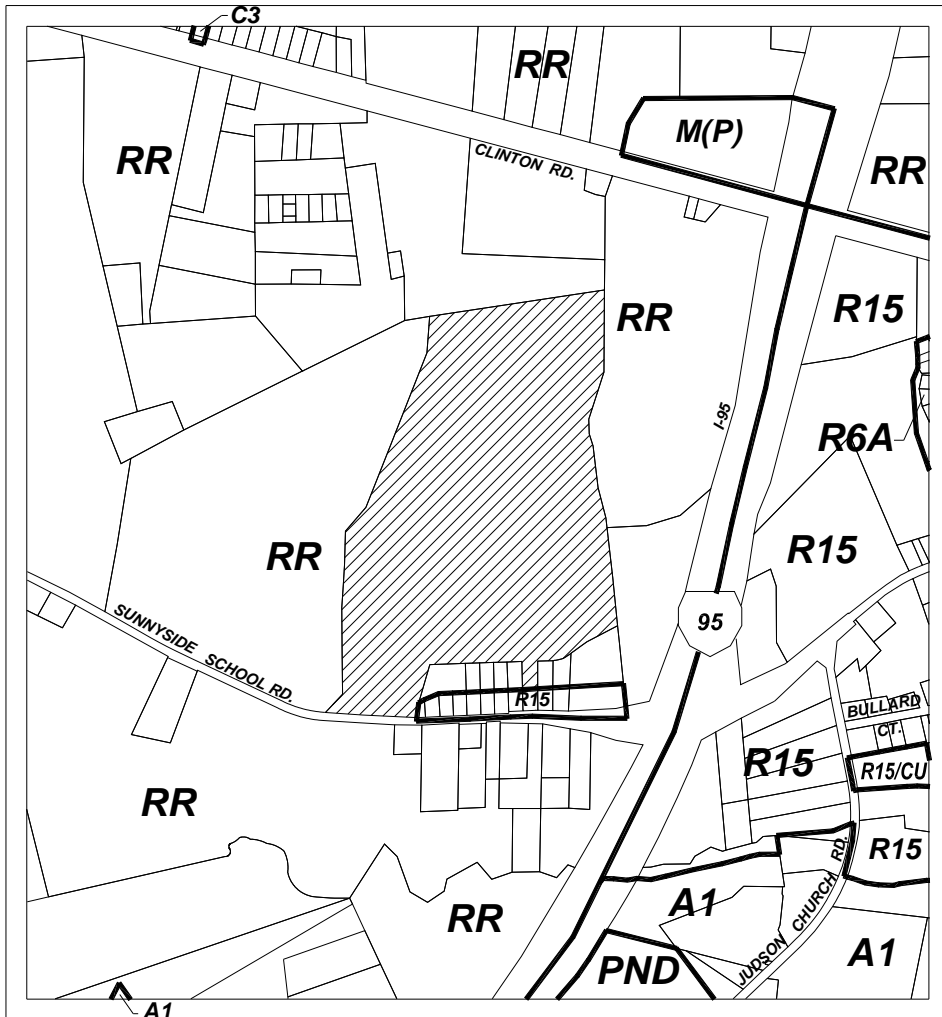 C3
RR
M(P)
RR
CLINTON RD.
RR
RR
R15
I-95
R6A
RR
R15
95
SUNNYSIDE SCHOOL RD.
R15
BULLARD
CT.
R15
R15/CU
RR
R15
JUDSON CHURCH RD.
A1
RR
A1
PND
A1